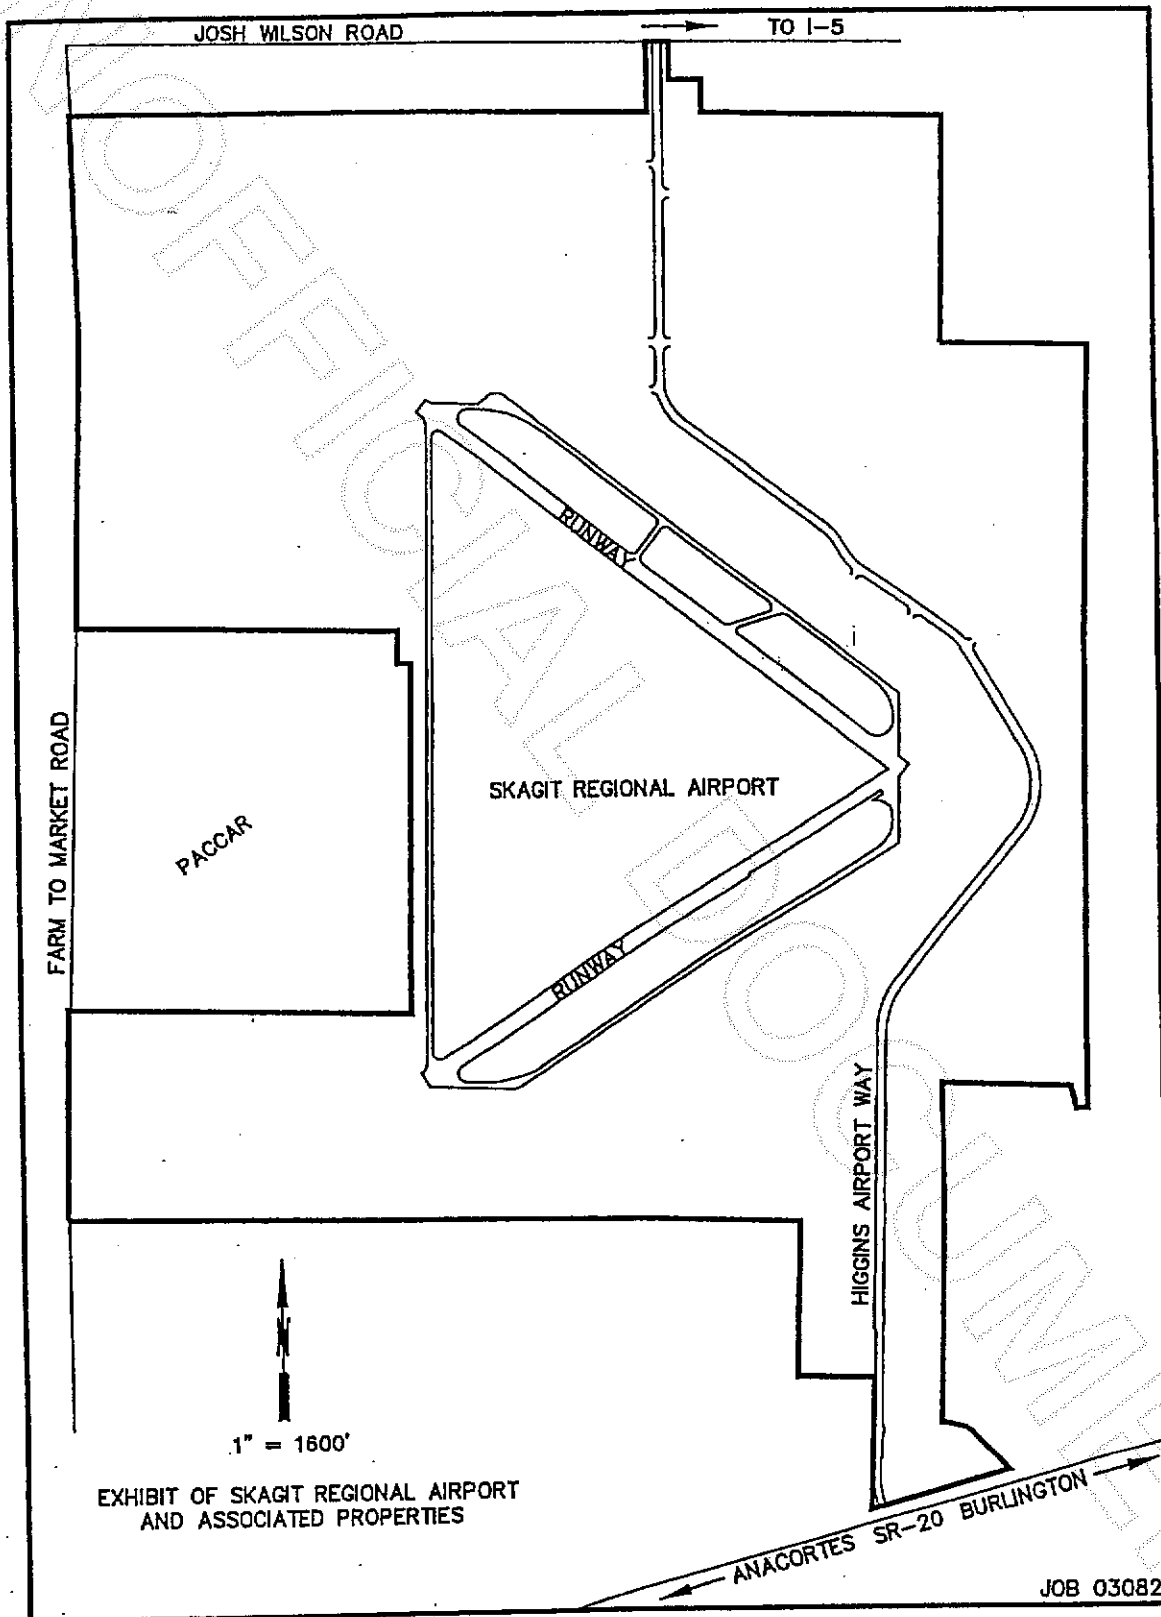 JOSH WILSON ROAD
TO I-5
RUNWAY
SKAGIT REGIONAL AIRPORT
FARM TO MARKET ROAD
PACCAR
RUNWAY
HIGGINS AIRPORT WAY
N
1" = 1600'
EXHIBIT OF SKAGIT REGIONAL AIRPORT
AND ASSOCIATED PROPERTIES
ANACORTES SR-20 BURLINGTON
JOB 03082
UNOFFICIAL DOCUMENT